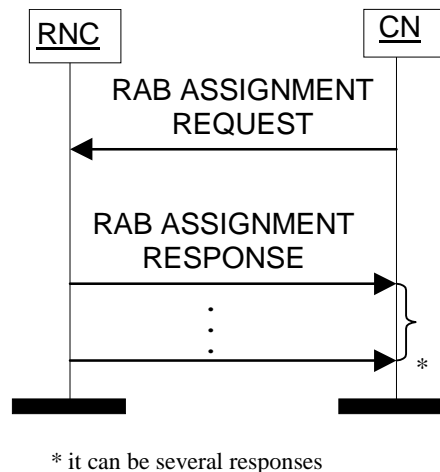 RNC
CN
RAB ASSIGNMENT
REQUEST
RAB ASSIGNMENT
RESPONSE
*
* it can be several responses